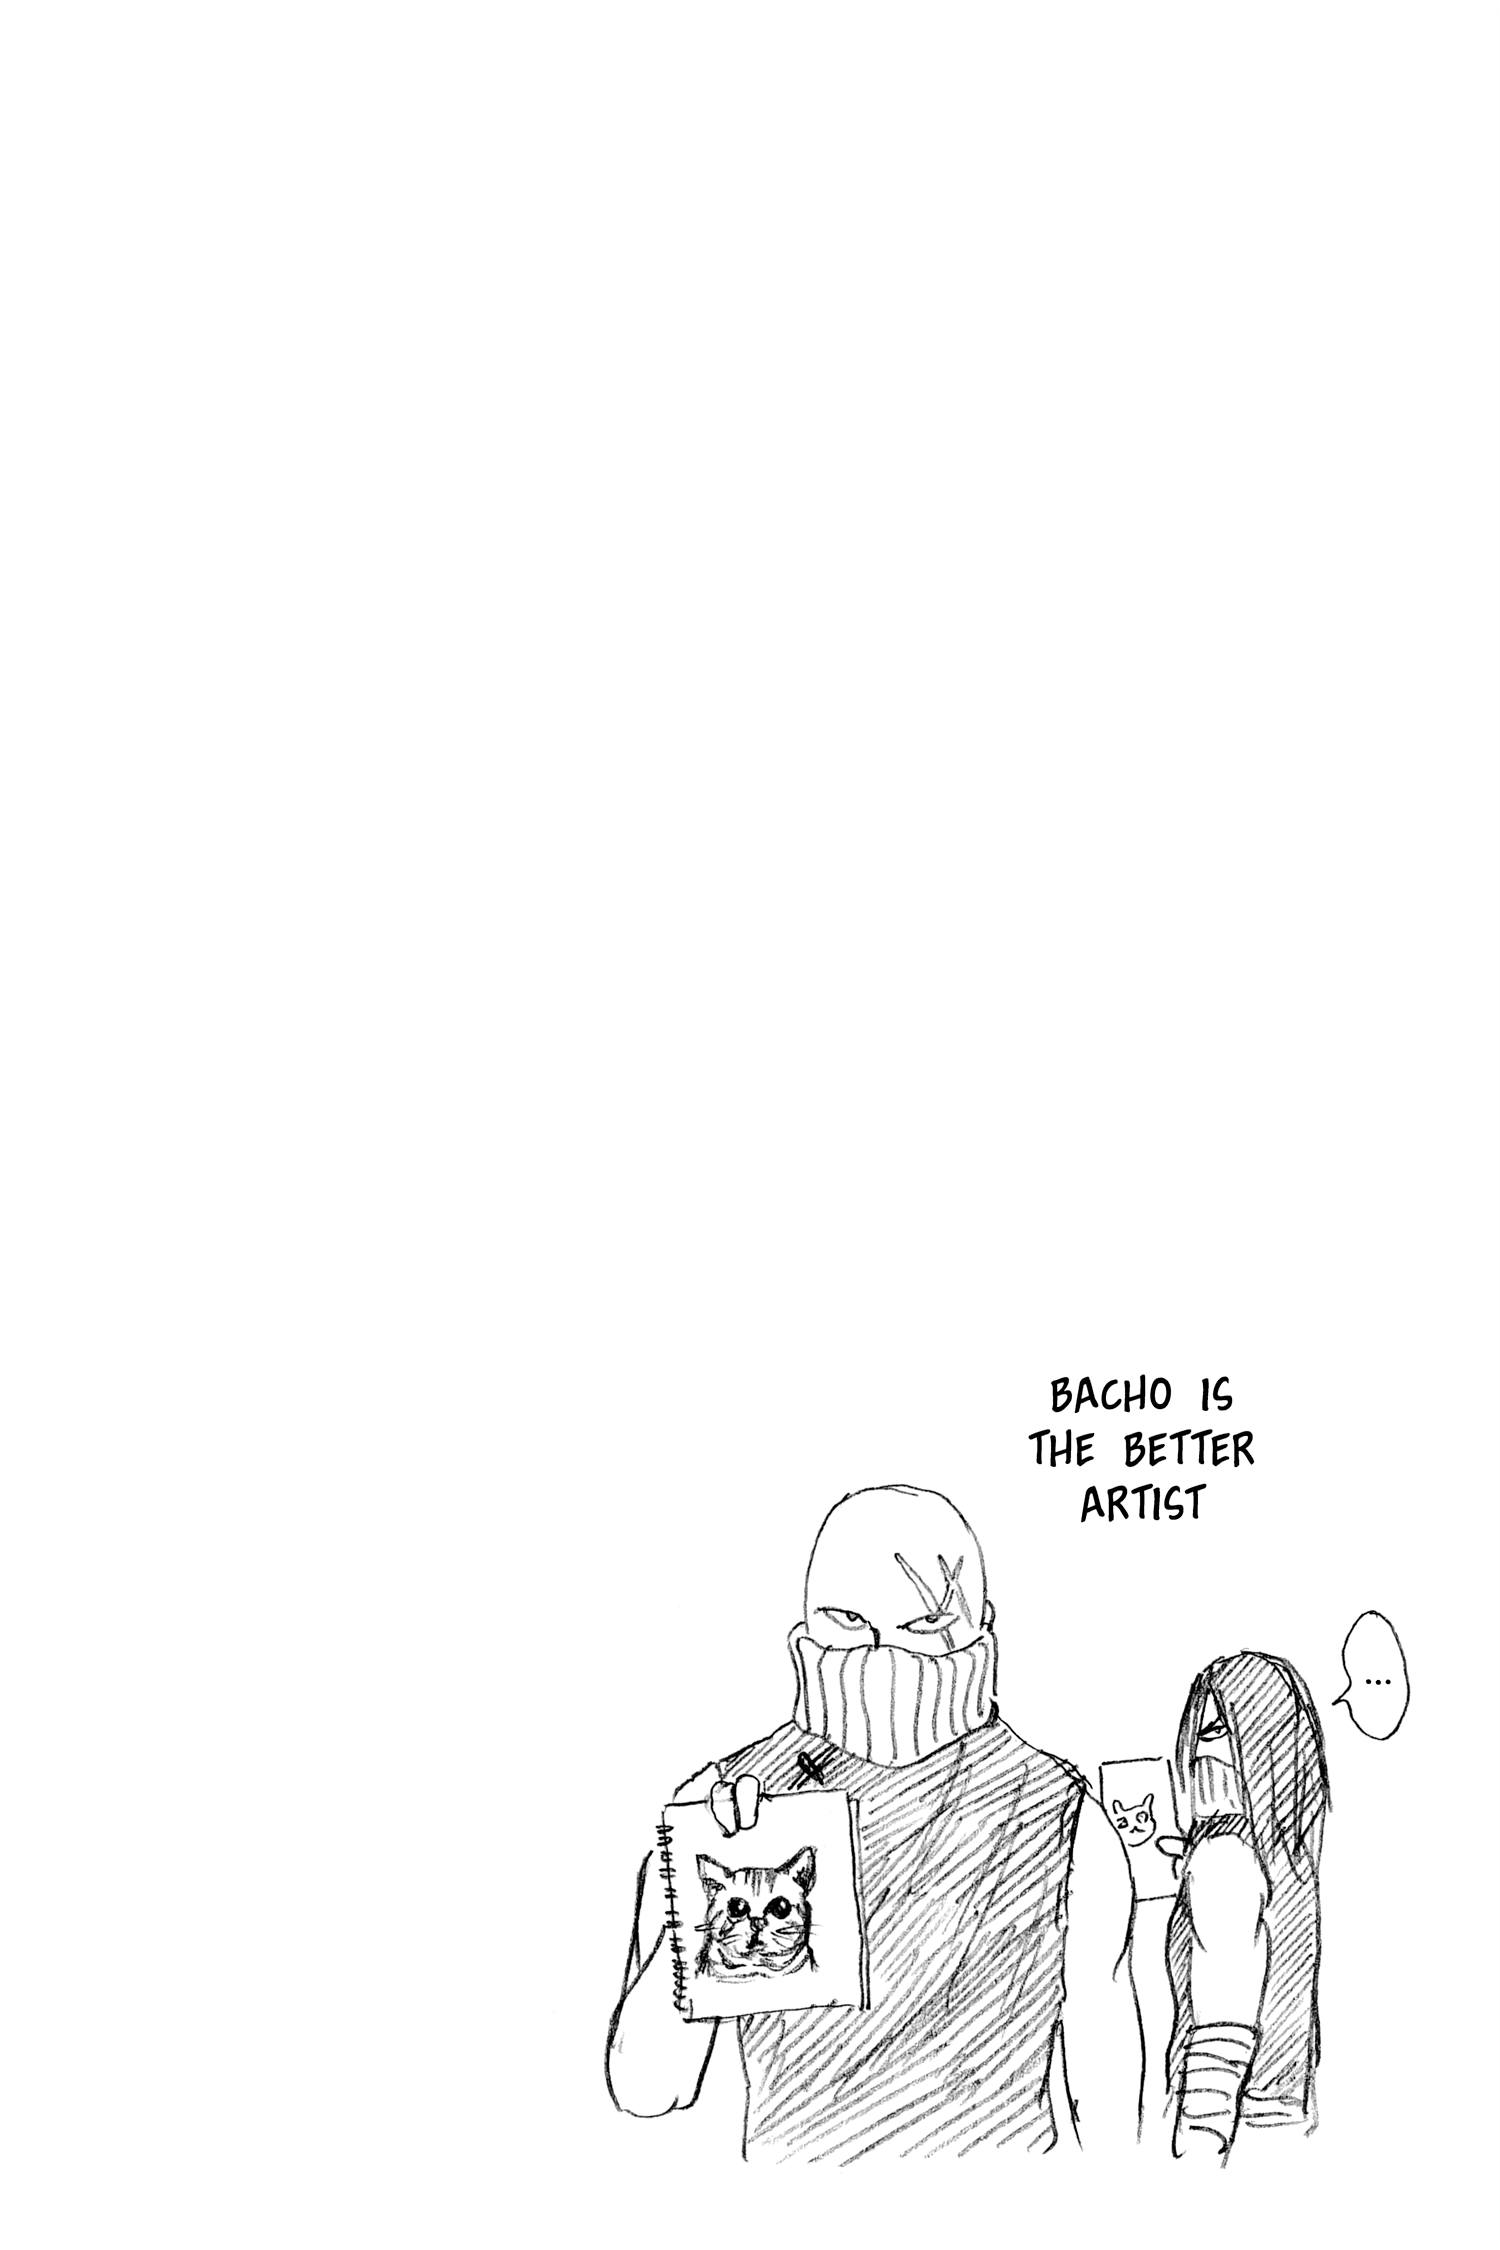 BACHO IS
THE BETTER
ARTIST
...